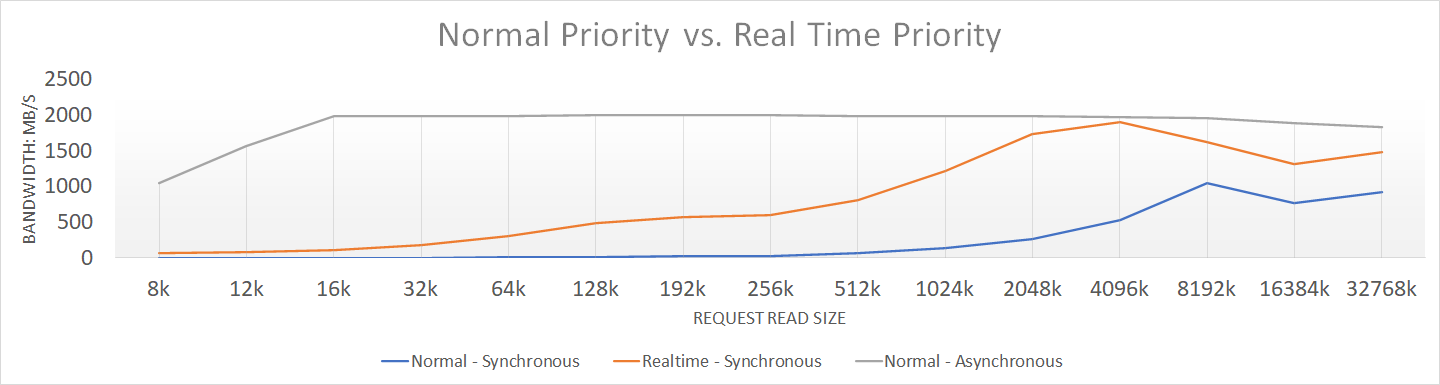 Normal Priority vs. Real Time Priority
BANDWIDTH: MB/S
2500
2000
1500
1000
500
0
8k 12k 16k 32k 64k 128k 192k 256k 512k 1024k 2048k 4096k 8192k 16384k 32768k
REQUEST READ SIZE
Normal - Synchronous Realtime - Synchronous Normal - Asynchronous